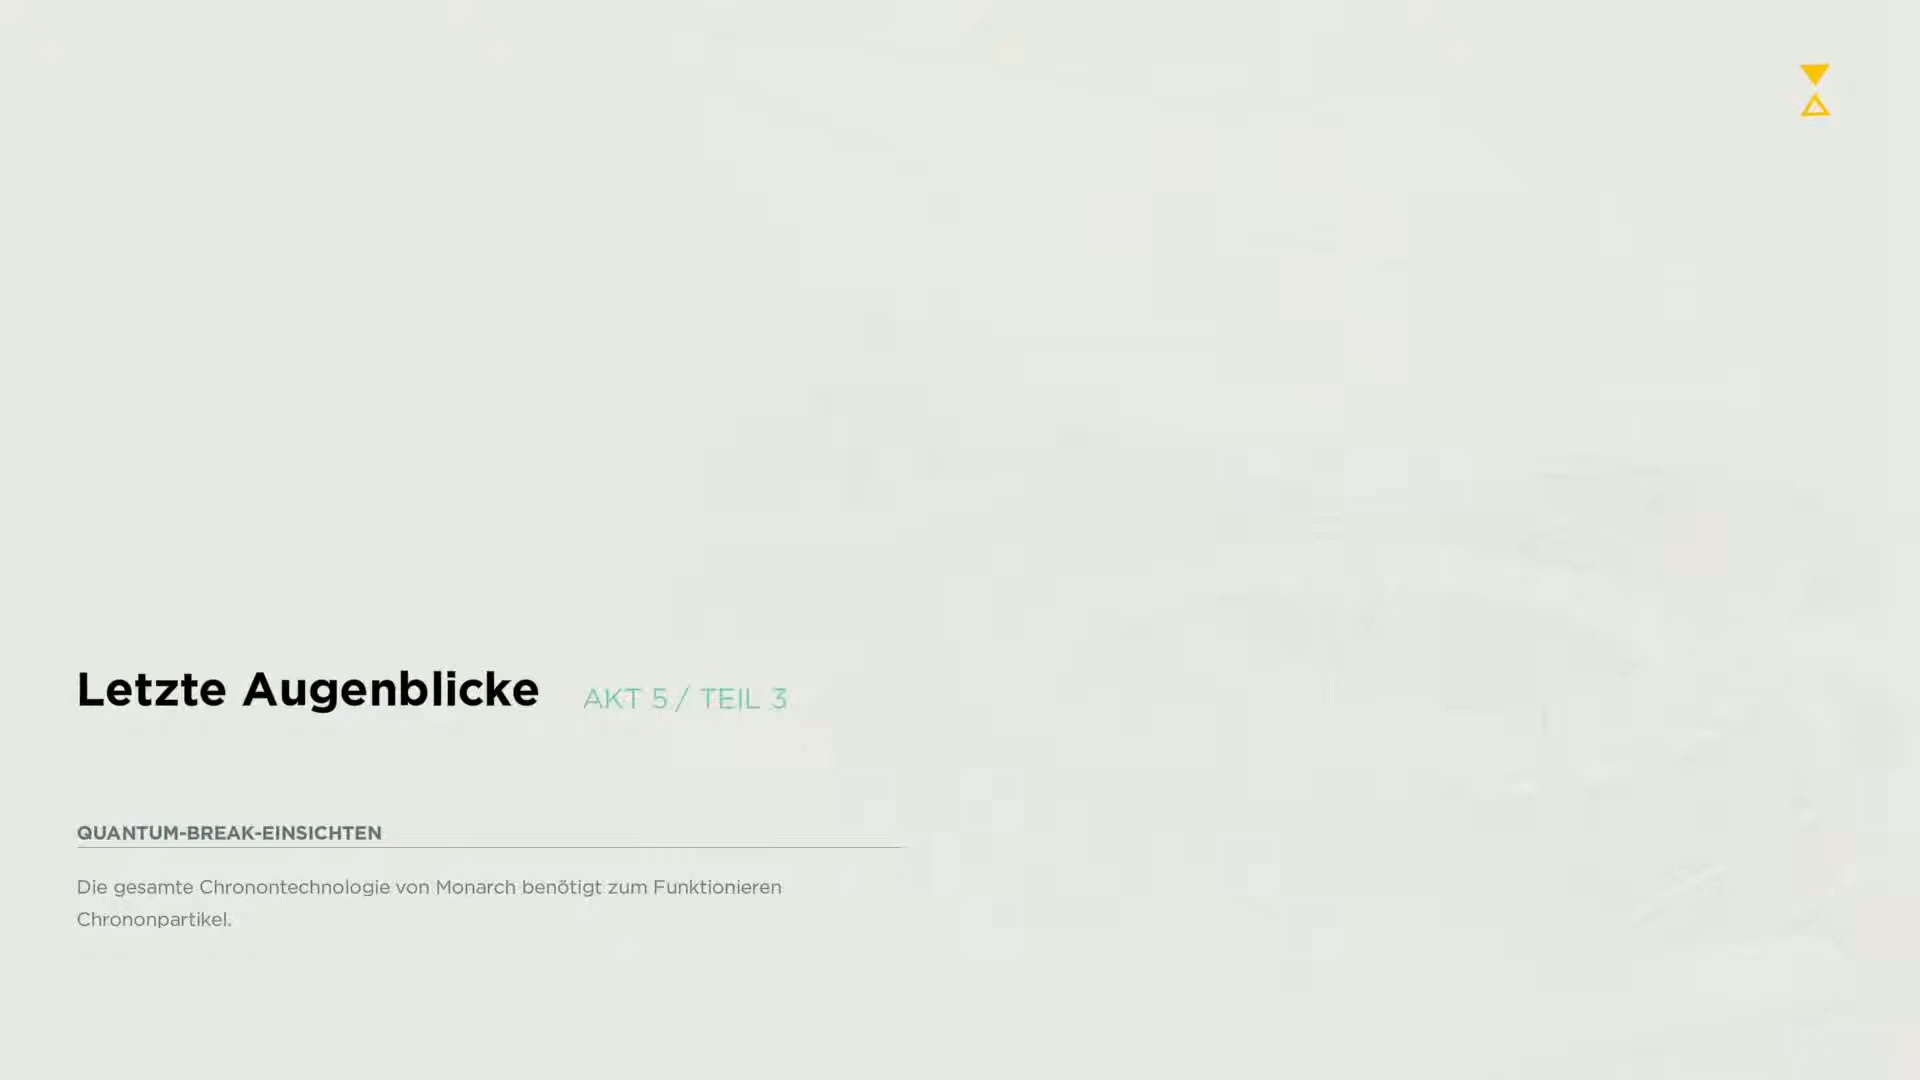 Letzte Augenblicke AKT 5 / TEIL 3
QUANTUM-BREAK-EINSICHTEN
Die gesamte Chronontechnologie von Monarch benötigt zum Funktionieren
Chrononpartikel.